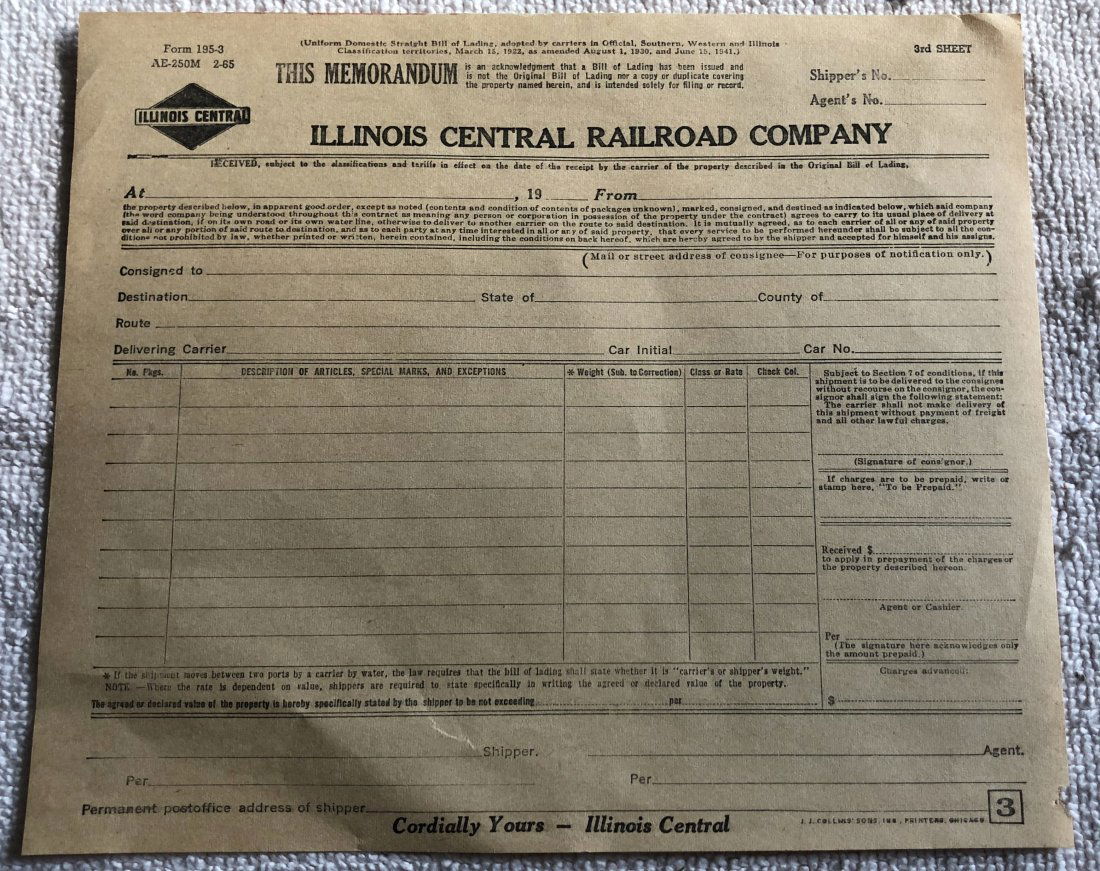 Form 195-3
AE-250M 2-65
(Uniform Domestic Straight Bill of Lading, adopted by carriers in Official, Southern, Western and Illinois
Classification territories, March 15, 1922, as amended August 1, 1930, and June 15, 1941.)
3rd SHEET
THIS MEMORANDUM
is an acknowledgment that a Bill of Lading has been issued and
is not the Original Bill of Lading nor a copy or duplicate covering
the property named herein, and is intended solely for filing or record.
Shipper's No.
Agent's No.
ILLINOIS CENTRAL
ILLINOIS CENTRAL RAILROAD COMPANY
RECEIVED, subject to the classifications and tariffs in effect on the date of the receipt by the carrier of the property described in the Original Bill of Lading,
At , 19 From
the property described below, in apparent good order, except as noted (contents and condition of contents of packages unknown), marked, consigned, and destined as indicated below, which said company
(the word company being understood throughout this contract as meaning any person or corporation in possession of the property under the contract) agrees to carry to its usual place of delivery at
said destination, if on its own road or its own water line, otherwise to deliver to another carrier on the route to said destination. It is mutually agreed, as to each carrier of all or any of said property
over all or any portion of said route to destination, and as to each party at any time interested in all or any of said property, that every service to be performed hereunder shall be subject to all the con-
ditions not prohibited by law, whether printed or written, herein contained, including the conditions on back hereof, which are hereby agreed to by the shipper and accepted for himself and his assigns.
(Mail or street address of consignee—For purposes of notification only.)
Consigned to
Destination State of County of
Route
Delivering Carrier Car Initial Car No.
No. Pkgs. DESCRIPTION OF ARTICLES, SPECIAL MARKS, AND EXCEPTIONS * Weight (Sub. to Correction) Class or Rate Check Col.
Subject to Section 7 of conditions, if this
shipment is to be delivered to the consignee
without recourse on the consignor, the con-
signor shall sign the following statement:
The carrier shall not make delivery of
this shipment without payment of freight
and all other lawful charges.
(Signature of consignor.)
If charges are to be prepaid, write or
stamp here, "To be Prepaid."
Received $
to apply in prepayment of the charges or
the property described hereon.
Agent or Cashier.
Per
(The signature here acknowledges only
the amount prepaid.)
Charges advanced:
$
* If the shipment moves between two ports by a carrier by water, the law requires that the bill of lading shall state whether it is "carrier's or shipper's weight."
NOTE—Where the rate is dependent on value, shippers are required to state specifically in writing the agreed or declared value of the property.
The agreed or declared value of the property is hereby specifically stated by the shipper to be not exceeding per
Shipper. Agent.
Per Per
Permanent postoffice address of shipper
3
Cordially Yours — Illinois Central
J. J. COLLINS' SONS, INC., PRINTERS, CHICAGO